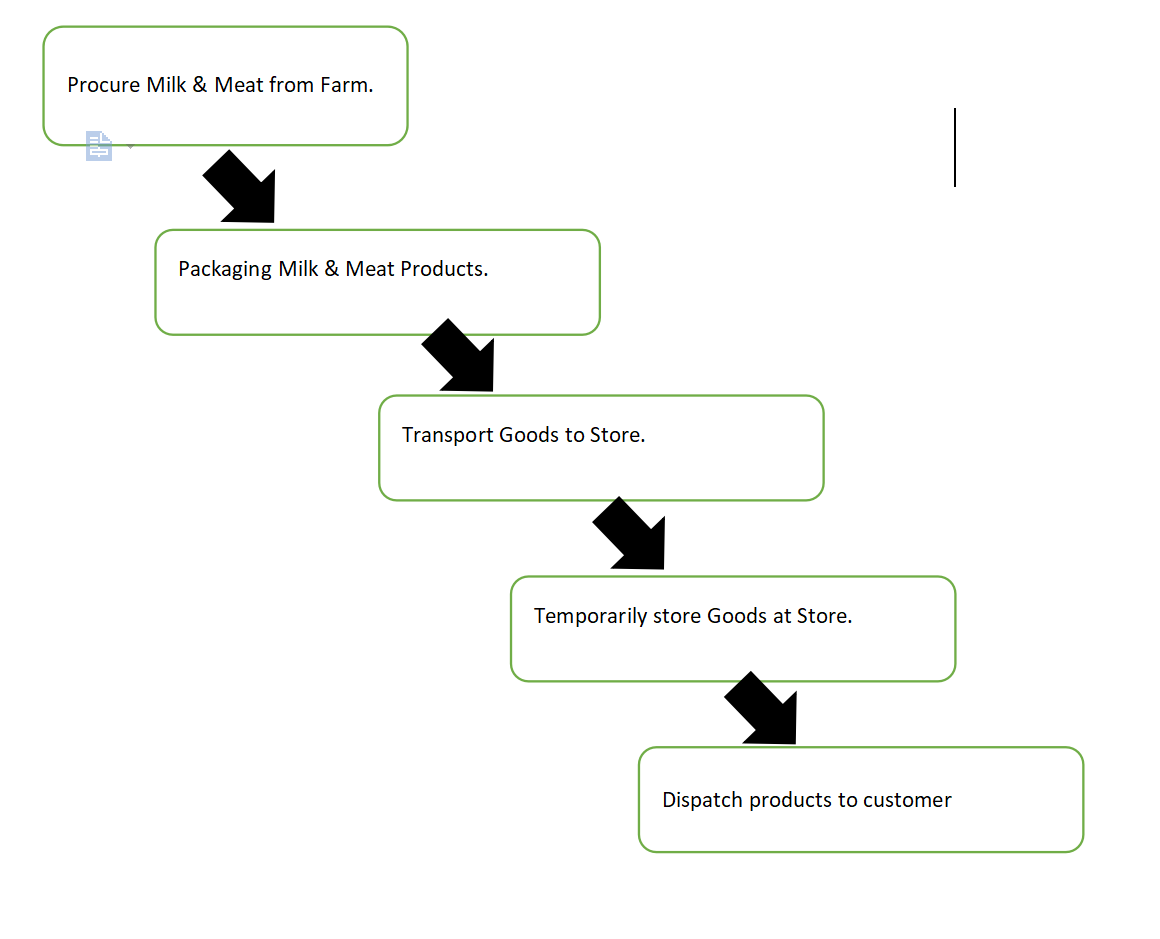 Procure Milk & Meat from Farm.
Packaging Milk & Meat Products.
Transport Goods to Store.
Temporarily store Goods at Store.
Dispatch products to customer